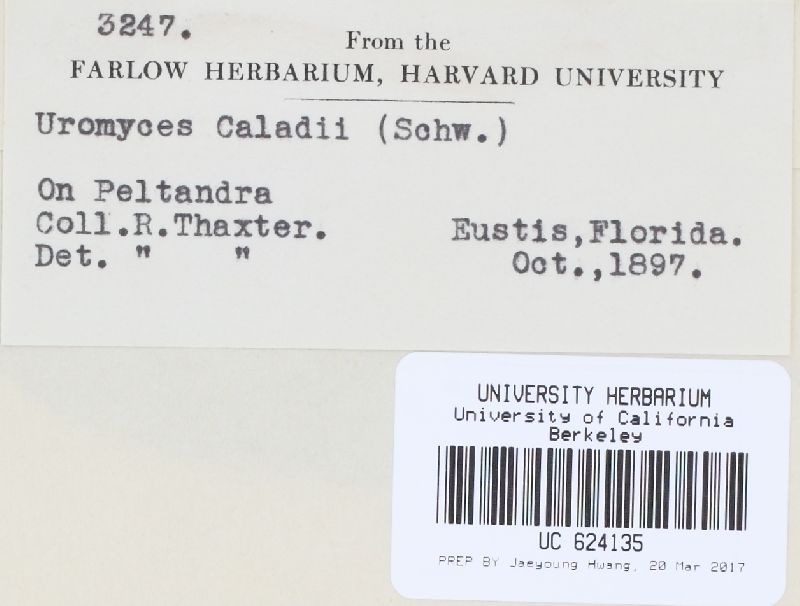 3247.
From the
FARLOW HERBARIUM, HARVARD UNIVERSITY
Uromyces Caladii (Schw.)
On Peltandra
Coll.R.Thaxter. Eustis,Florida.
Det. " " Oct.,1897.
UNIVERSITY HERBARIUM
University of California
Berkeley
UC 624135
PREP BY Jaeyoung Hwang, 20 Mar 2017